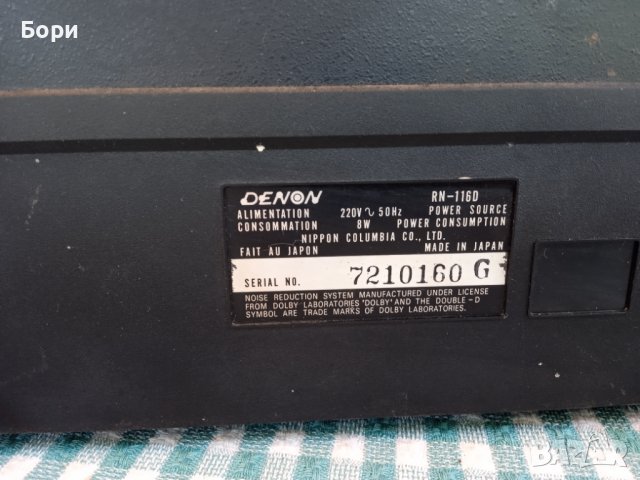 Бори
DENON RN-116D
ALIMENTATION 220V ∿ 50Hz POWER SOURCE
CONSOMMATION 8W POWER CONSUMPTION
NIPPON COLUMBIA CO., LTD.
FAIT AU JAPON MADE IN JAPAN
SERIAL NO. 7210160 G
NOISE REDUCTION SYSTEM MANUFACTURED UNDER LICENSE
FROM DOLBY LABORATORIES "DOLBY" AND THE DOUBLE-D
SYMBOL ARE TRADE MARKS OF DOLBY LABORATORIES.
BAZAR